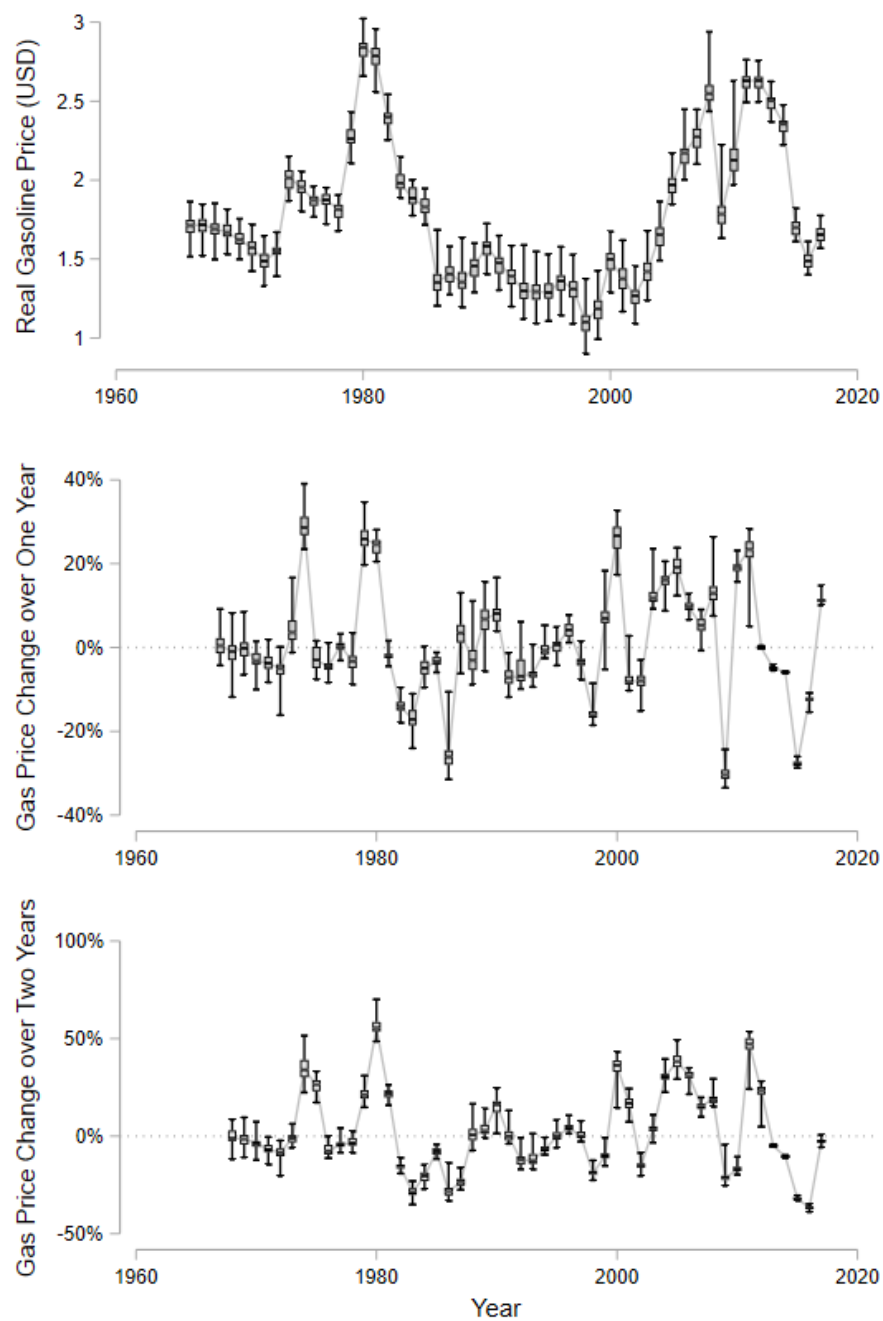 Real Gasoline Price (USD)
3
2.5
2
1.5
1
1960 1980 2000 2020
Gas Price Change over One Year
40%
20%
0%
-20%
-40%
1960 1980 2000 2020
Gas Price Change over Two Years
100%
50%
0%
-50%
1960 1980 2000 2020
Year